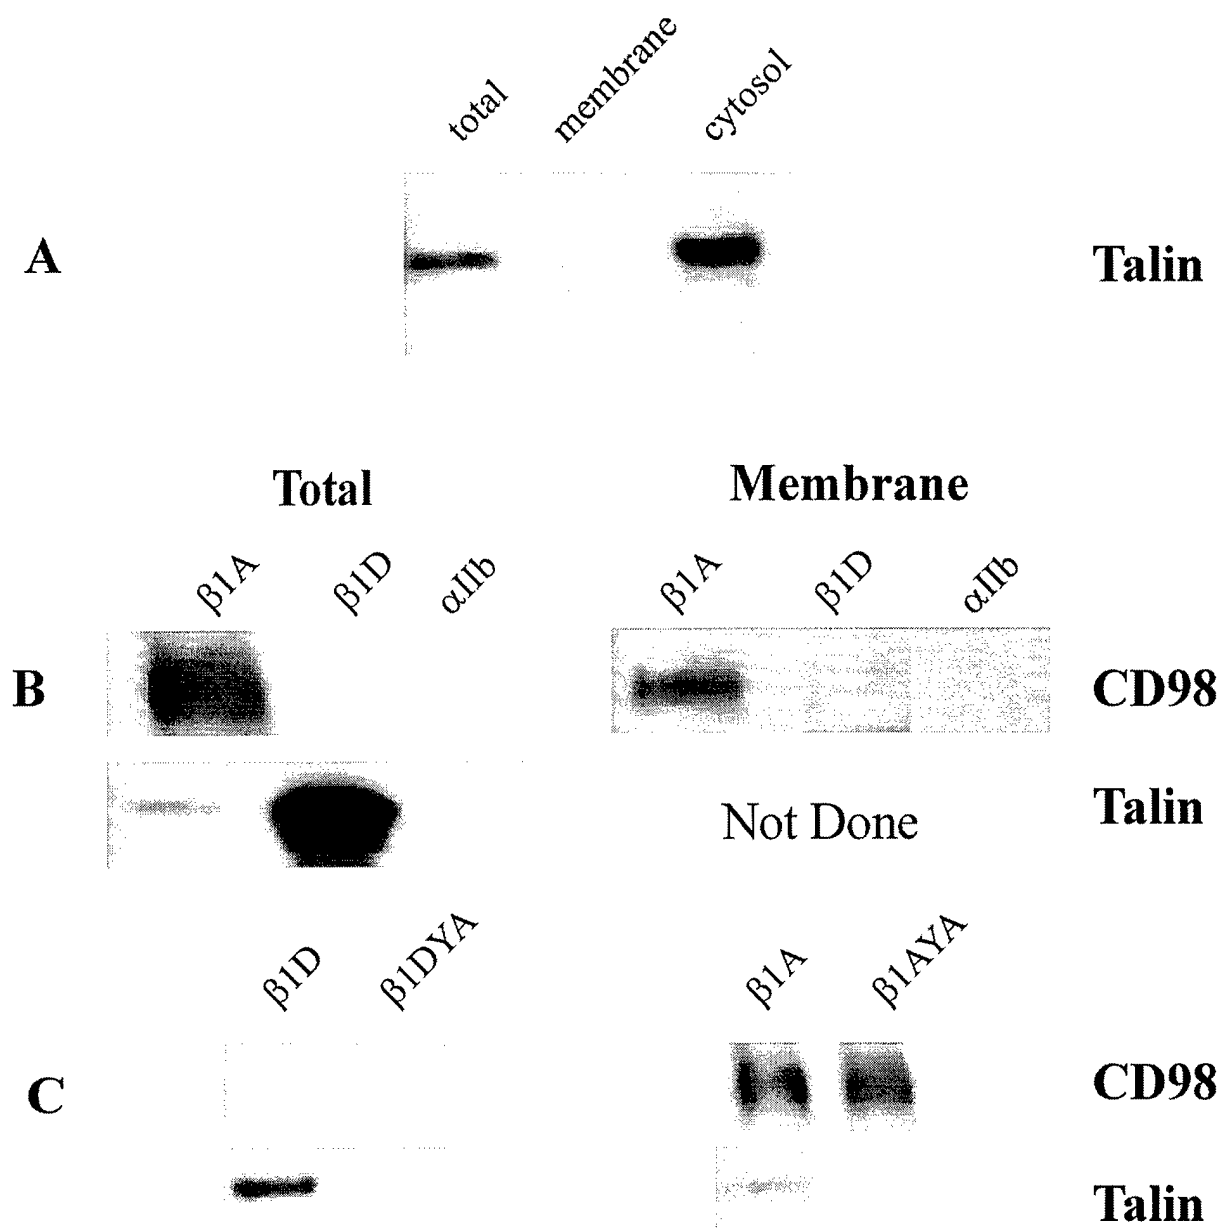 total membrane cytosol
A Talin
Total Membrane
β1A β1D αIIb β1A β1D αIIb
B CD98
Not Done Talin
β1D β1DYA β1A β1AYA
C CD98
Talin